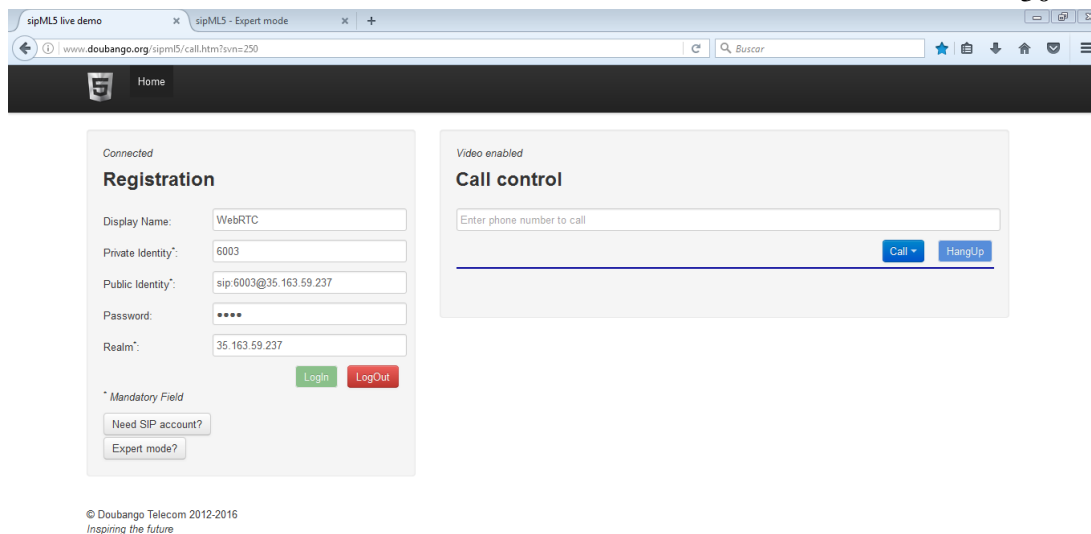 sipML5 live demo
sipML5 - Expert mode
www.doubango.org/sipml5/call.htm?svn=250
Buscar
Home
Connected
Registration
Display Name:
WebRTC
Private Identity*:
6003
Public Identity*:
sip:6003@35.163.59.237
Password:
••••
Realm*:
35.163.59.237
LogIn
LogOut
* Mandatory Field
Need SIP account?
Expert mode?
Video enabled
Call control
Enter phone number to call
Call
HangUp
© Doubango Telecom 2012-2016
Inspiring the future